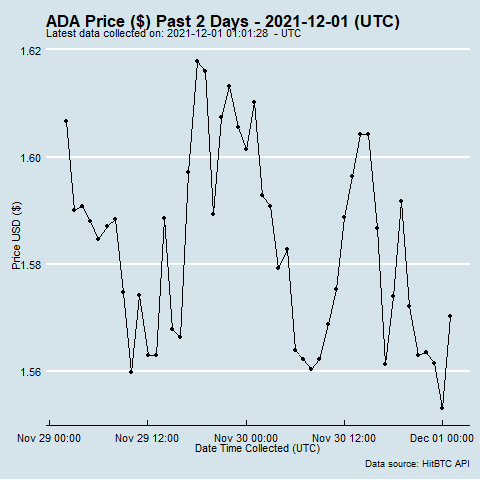 ADA Price ($) Past 2 Days - 2021-12-01 (UTC)
Latest data collected on: 2021-12-01 01:01:28 - UTC
1.62
1.60
1.58
1.56
Price USD ($)
Nov 29 00:00 Nov 29 12:00 Nov 30 00:00 Nov 30 12:00 Dec 01 00:00
Date Time Collected (UTC)
Data source: HitBTC API